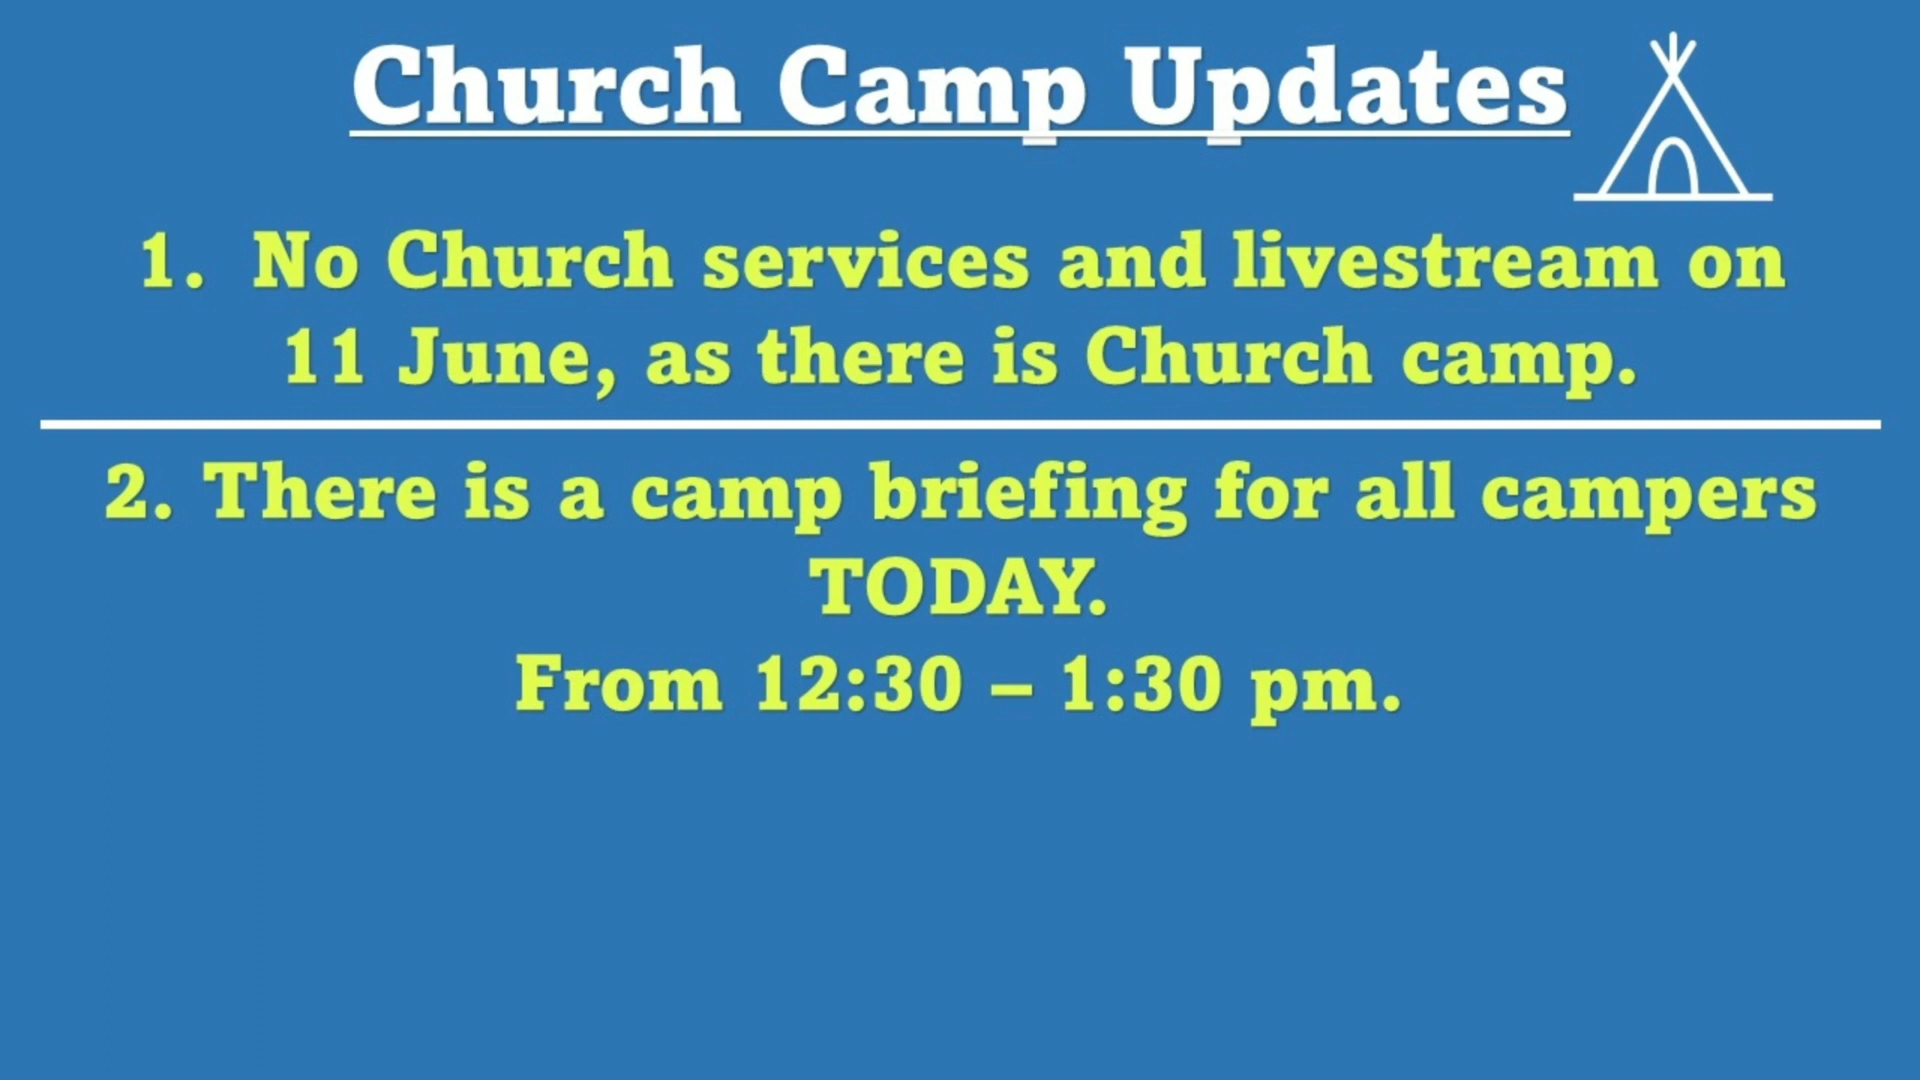 Church Camp Updates
1. No Church services and livestream on
11 June, as there is Church camp.
2. There is a camp briefing for all campers
TODAY.
From 12:30 – 1:30 pm.